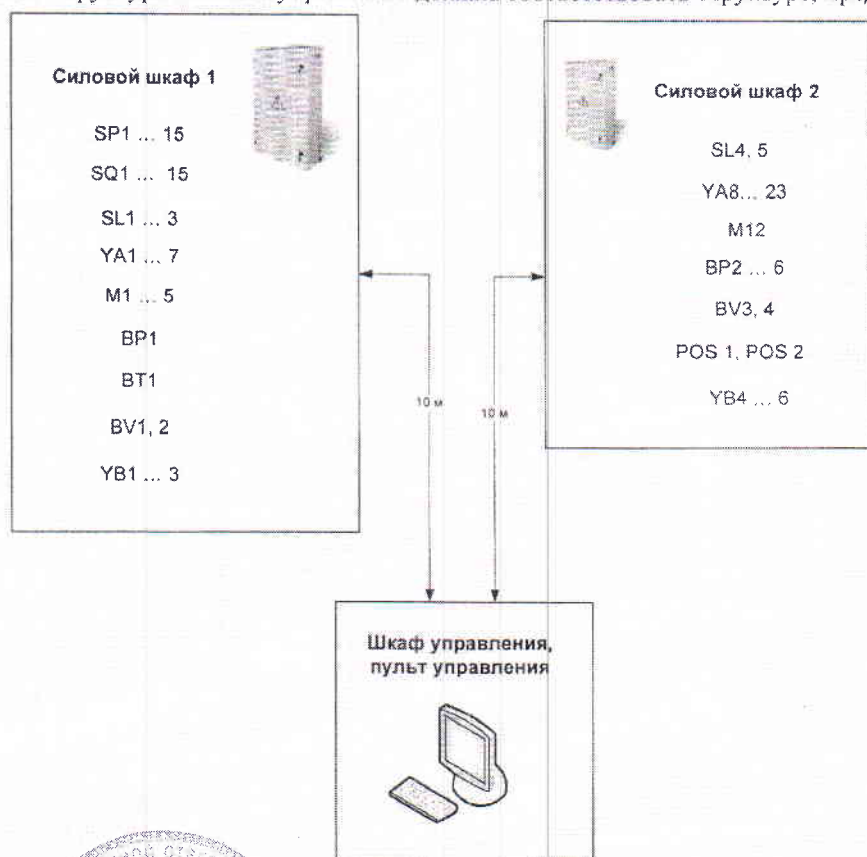 Силовой шкаф 1
SP1 ... 15
SQ1 ... 15
SL1 ... 3
YA1 ... 7
M1 ... 5
BP1
BT1
BV1, 2
YB1 ... 3
Силовой шкаф 2
SL4, 5
YA8... 23
M12
BP2 ... 6
BV3, 4
POS 1, POS 2
YB4 ... 6
10 м
10 м
Шкаф управления,
пульт управления